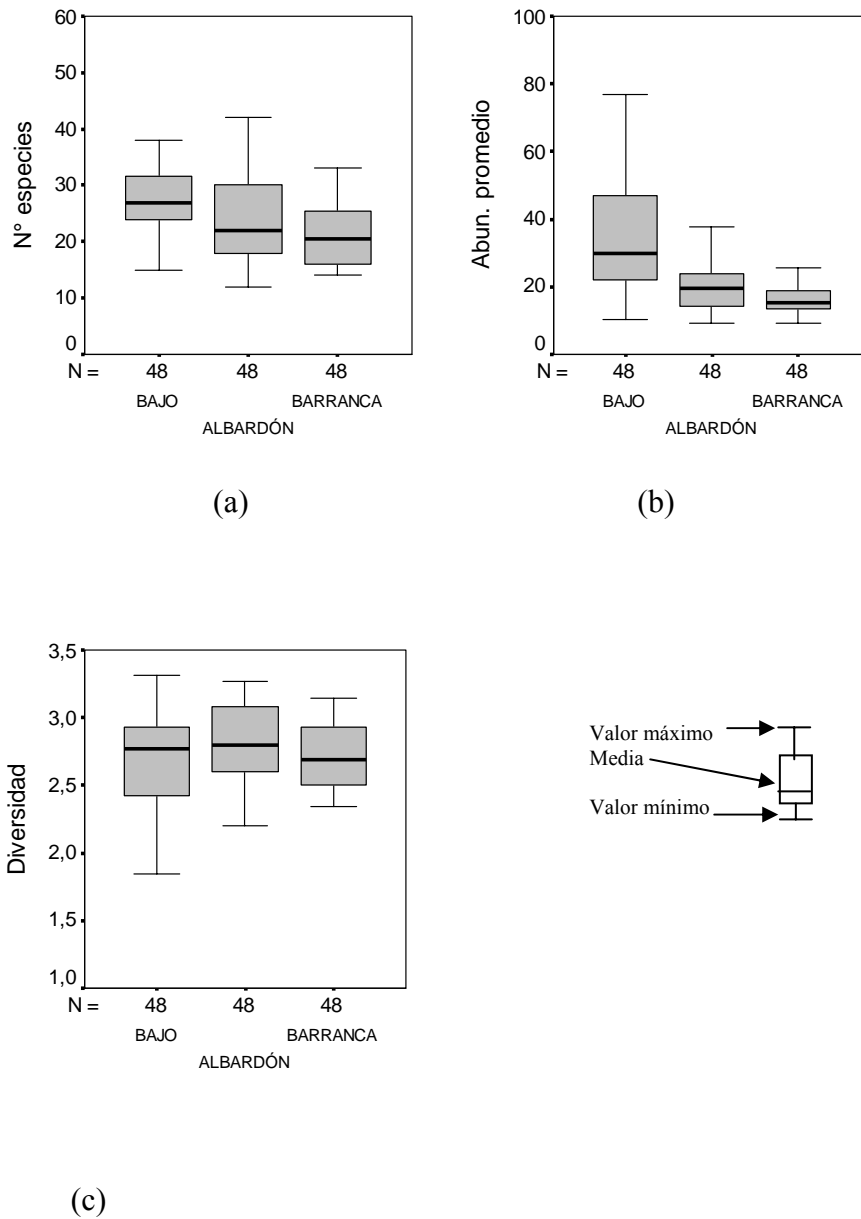 60
50
40
30
20
10
0
N° especies
N = 48 48 48
BAJO BARRANCA
ALBARDÓN
(a)
100
80
60
40
20
0
Abun. promedio
N = 48 48 48
BAJO BARRANCA
ALBARDÓN
(b)
3,5
3,0
2,5
2,0
1,5
1,0
Diversidad
N = 48 48 48
BAJO BARRANCA
ALBARDÓN
(c)
Valor máximo
Media
Valor mínimo